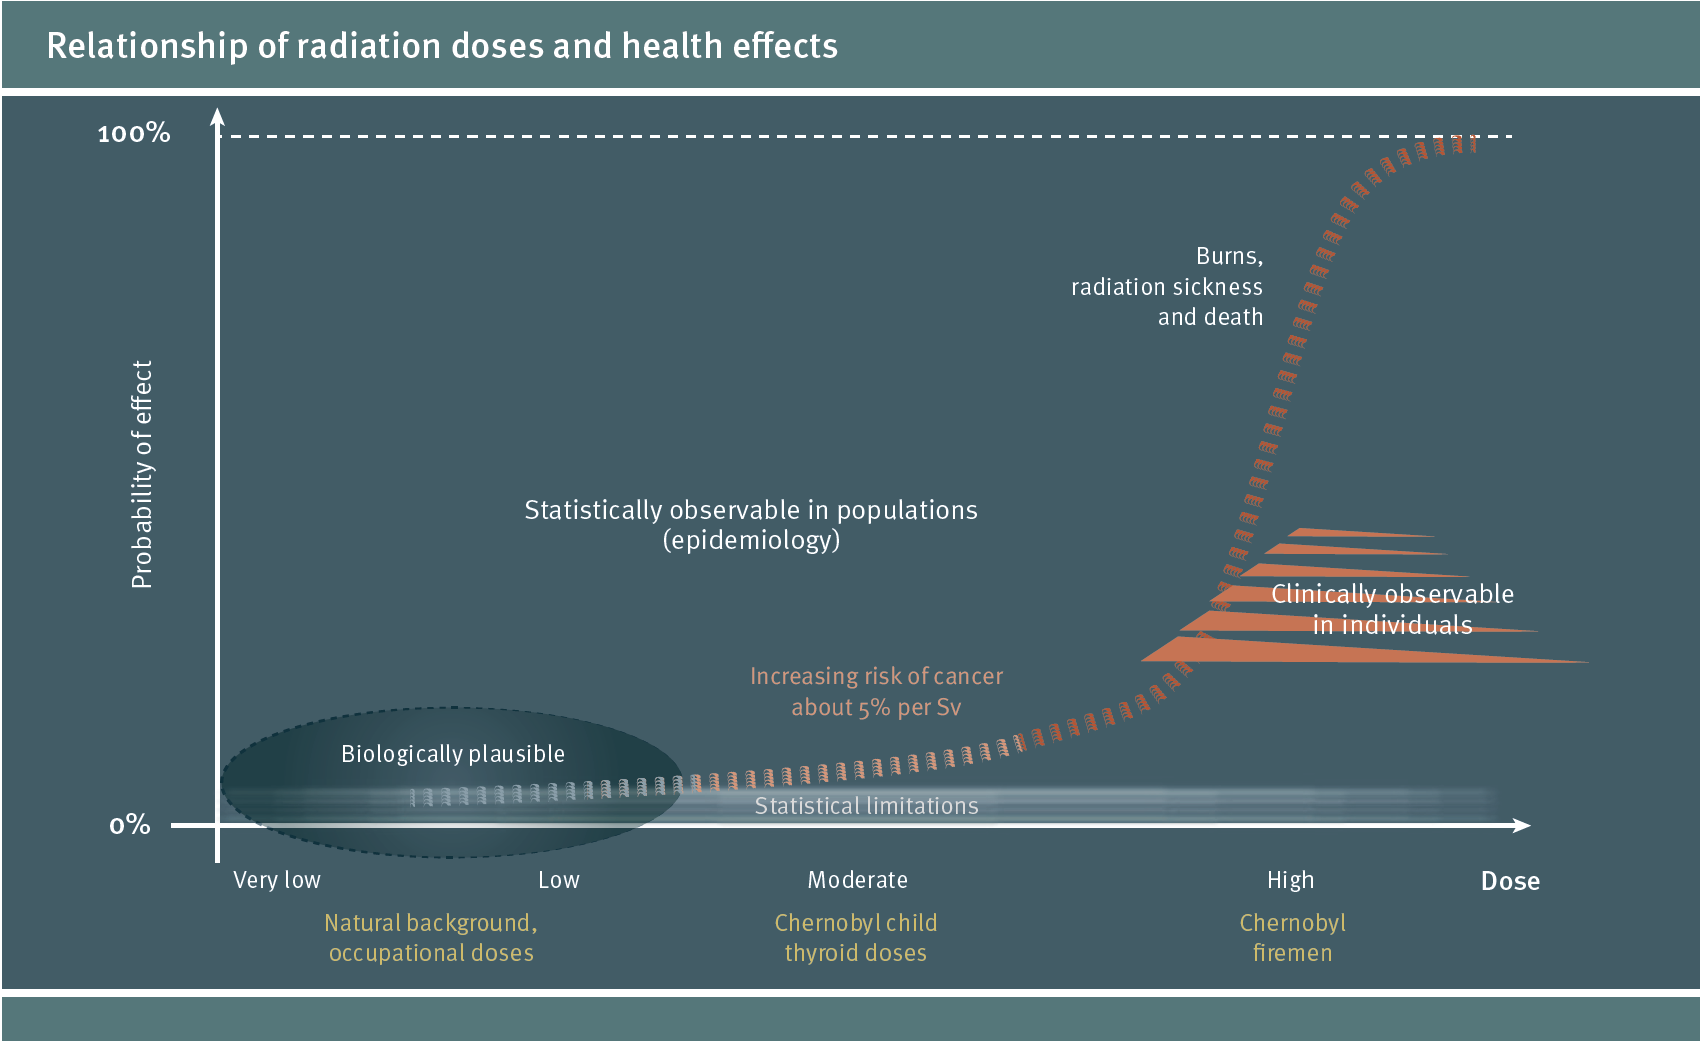 Relationship of radiation doses and health effects
100%
Burns,
radiation sickness
and death
Probability of effect
Statistically observable in populations
(epidemiology)
Clinically observable
in individuals
Increasing risk of cancer
about 5% per Sv
Biologically plausible
Statistical limitations
0%
Very low
Low
Moderate
High
Dose
Natural background,
occupational doses
Chernobyl child
thyroid doses
Chernobyl
firemen